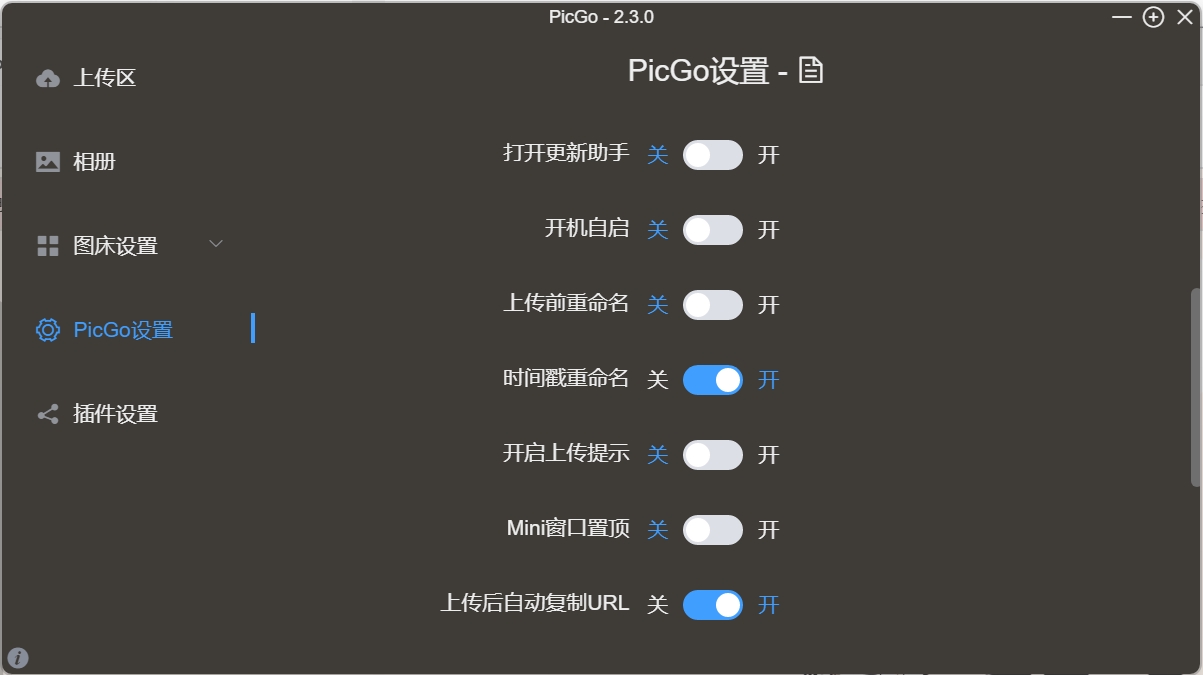 PicGo - 2.3.0
上传区
相册
图床设置
PicGo设置
插件设置
PicGo设置 -
打开更新助手 关 开
开机自启 关 开
上传前重命名 关 开
时间戳重命名 关 开
开启上传提示 关 开
Mini窗口置顶 关 开
上传后自动复制URL 关 开